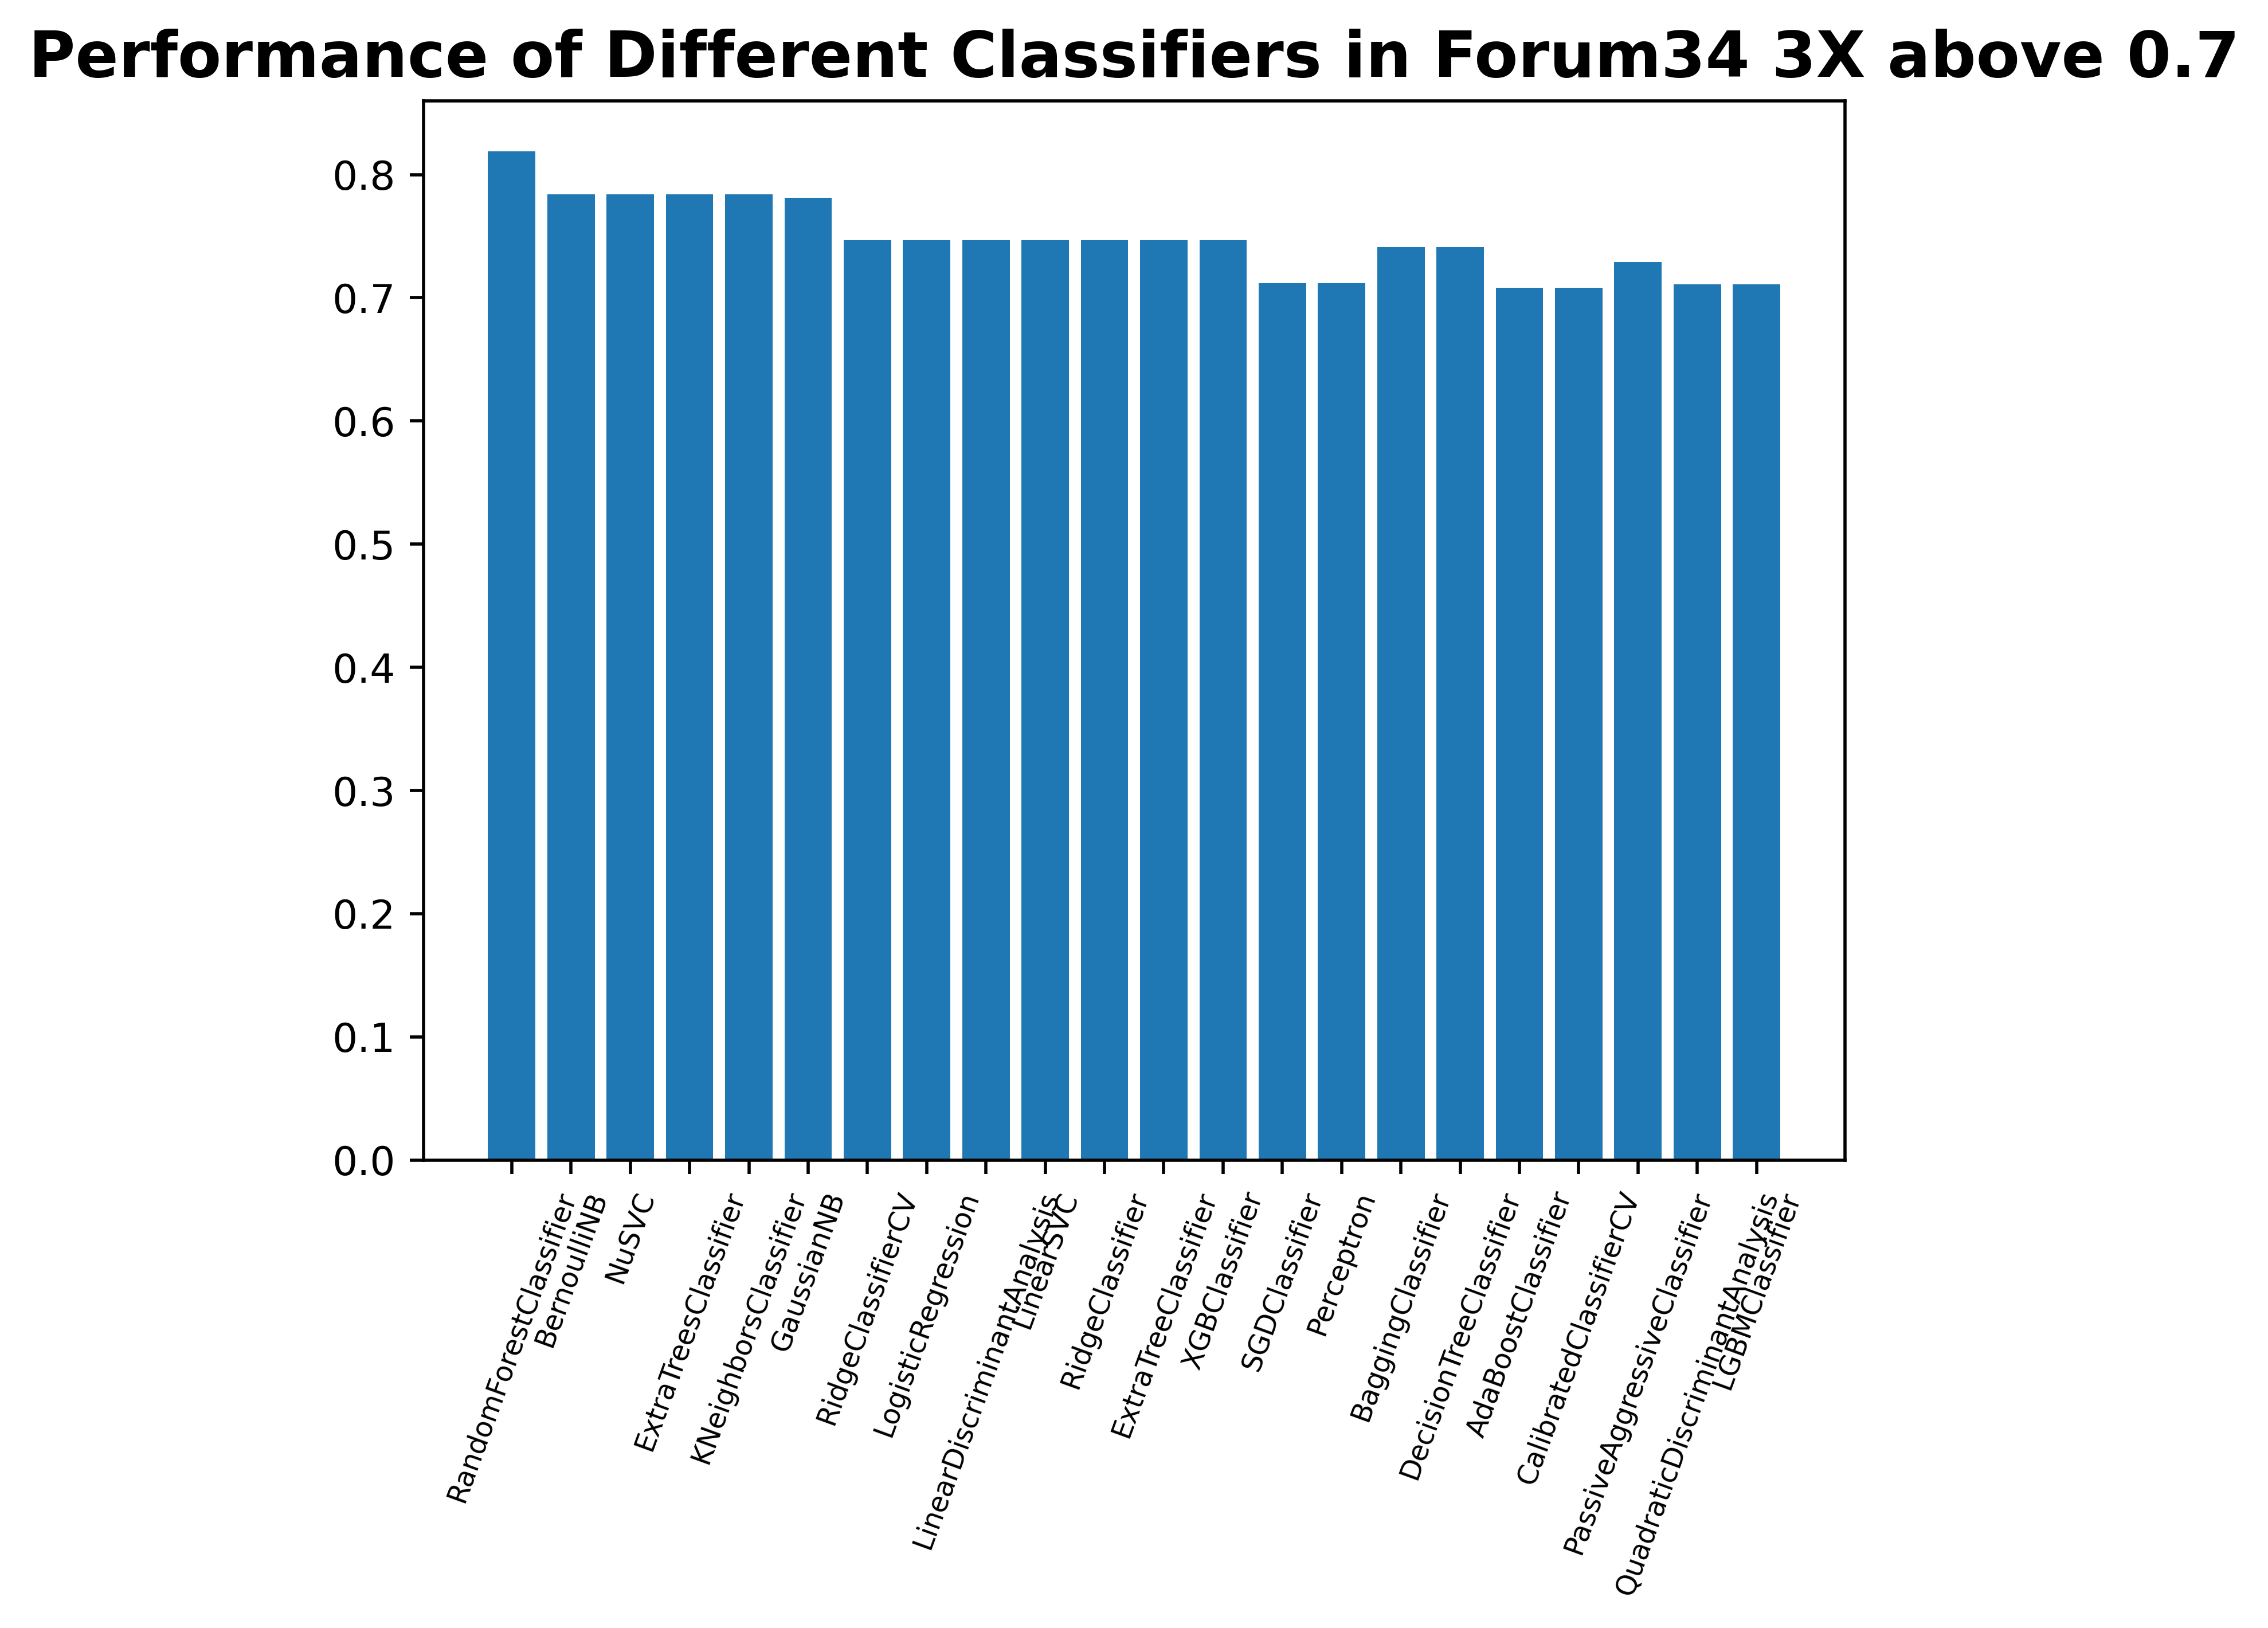 Performance of Different Classifiers in Forum34 3X above 0.7
0.8
0.7
0.6
0.5
0.4
0.3
0.2
0.1
0.0
RandomForestClassifier
BernoulliNB
NuSVC
ExtraTreesClassifier
KNeighborsClassifier
GaussianNB
RidgeClassifierCV
LogisticRegression
LinearDiscriminantAnalysis
LinearSVC
RidgeClassifier
ExtraTreeClassifier
XGBClassifier
SGDClassifier
Perceptron
BaggingClassifier
DecisionTreeClassifier
AdaBoostClassifier
CalibratedClassifierCV
PassiveAggressiveClassifier
QuadraticDiscriminantAnalysis
LGBMClassifier